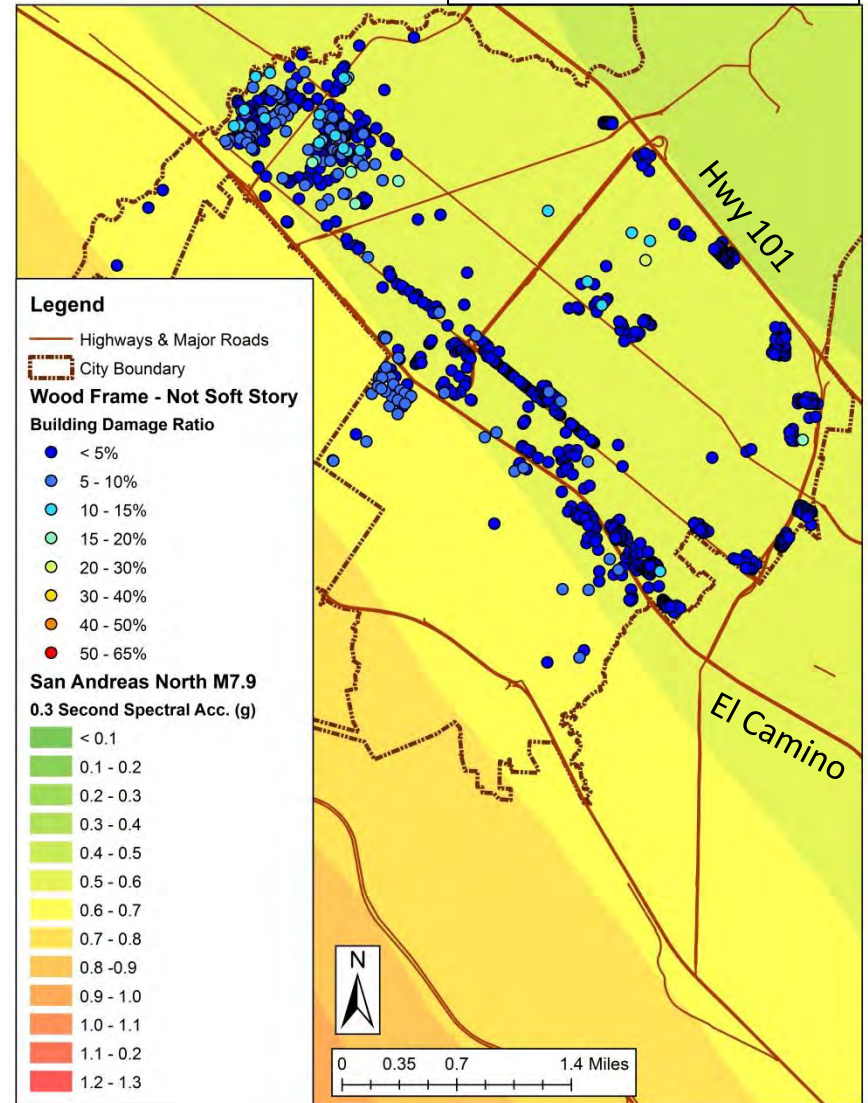 Hwy 101
El Camino
Legend
Highways & Major Roads
City Boundary
Wood Frame - Not Soft Story
Building Damage Ratio
< 5%
5 - 10%
10 - 15%
15 - 20%
20 - 30%
30 - 40%
40 - 50%
50 - 65%
San Andreas North M7.9
0.3 Second Spectral Acc. (g)
< 0.1
0.1 - 0.2
0.2 - 0.3
0.3 - 0.4
0.4 - 0.5
0.5 - 0.6
0.6 - 0.7
0.7 - 0.8
0.8 -0.9
0.9 - 1.0
1.0 - 1.1
1.1 - 0.2
1.2 - 1.3
N
0 0.35 0.7 1.4 Miles